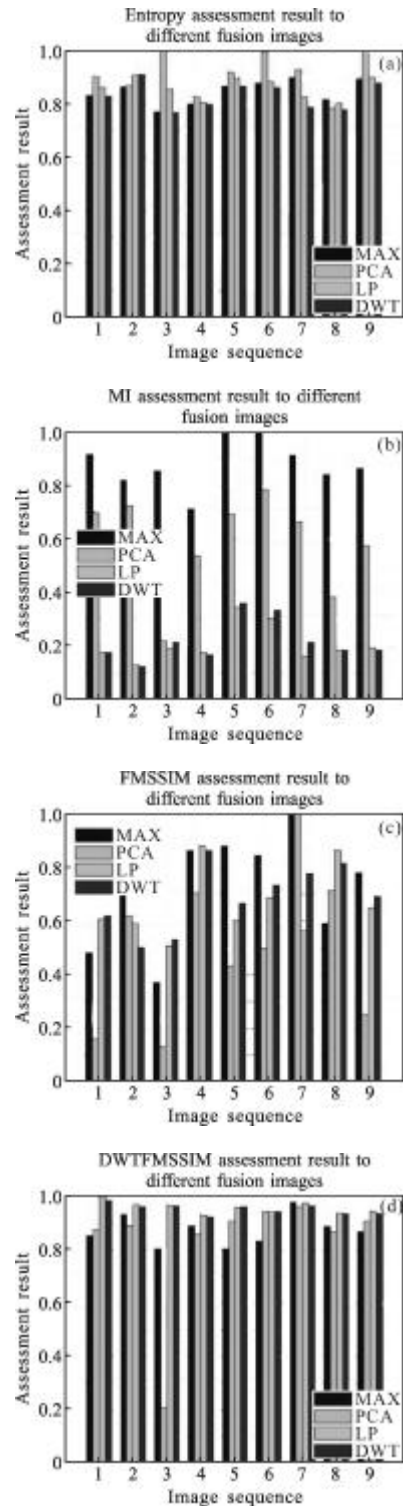 Entropy assessment result to
different fusion images
(a)
1.0
0.8
0.6
0.4
0.2
0
Assessment result
MAX
PCA
LP
DWT
1 2 3 4 5 6 7 8 9
Image sequence
MI assessment result to different
fusion images
(b)
1.0
0.8
0.6
0.4
0.2
0
Assessment result
MAX
PCA
LP
DWT
1 2 3 4 5 6 7 8 9
Image sequence
FMSSIM assessment result to
different fusion images
(c)
1.0
0.8
0.6
0.4
0.2
0
Assessment result
MAX
PCA
LP
DWT
1 2 3 4 5 6 7 8 9
Image sequence
DWTFMSSIM assessment result to
different fusion images
(d)
1.0
0.8
0.6
0.4
0.2
0
Assessment result
MAX
PCA
LP
DWT
1 2 3 4 5 6 7 8 9
Image sequence